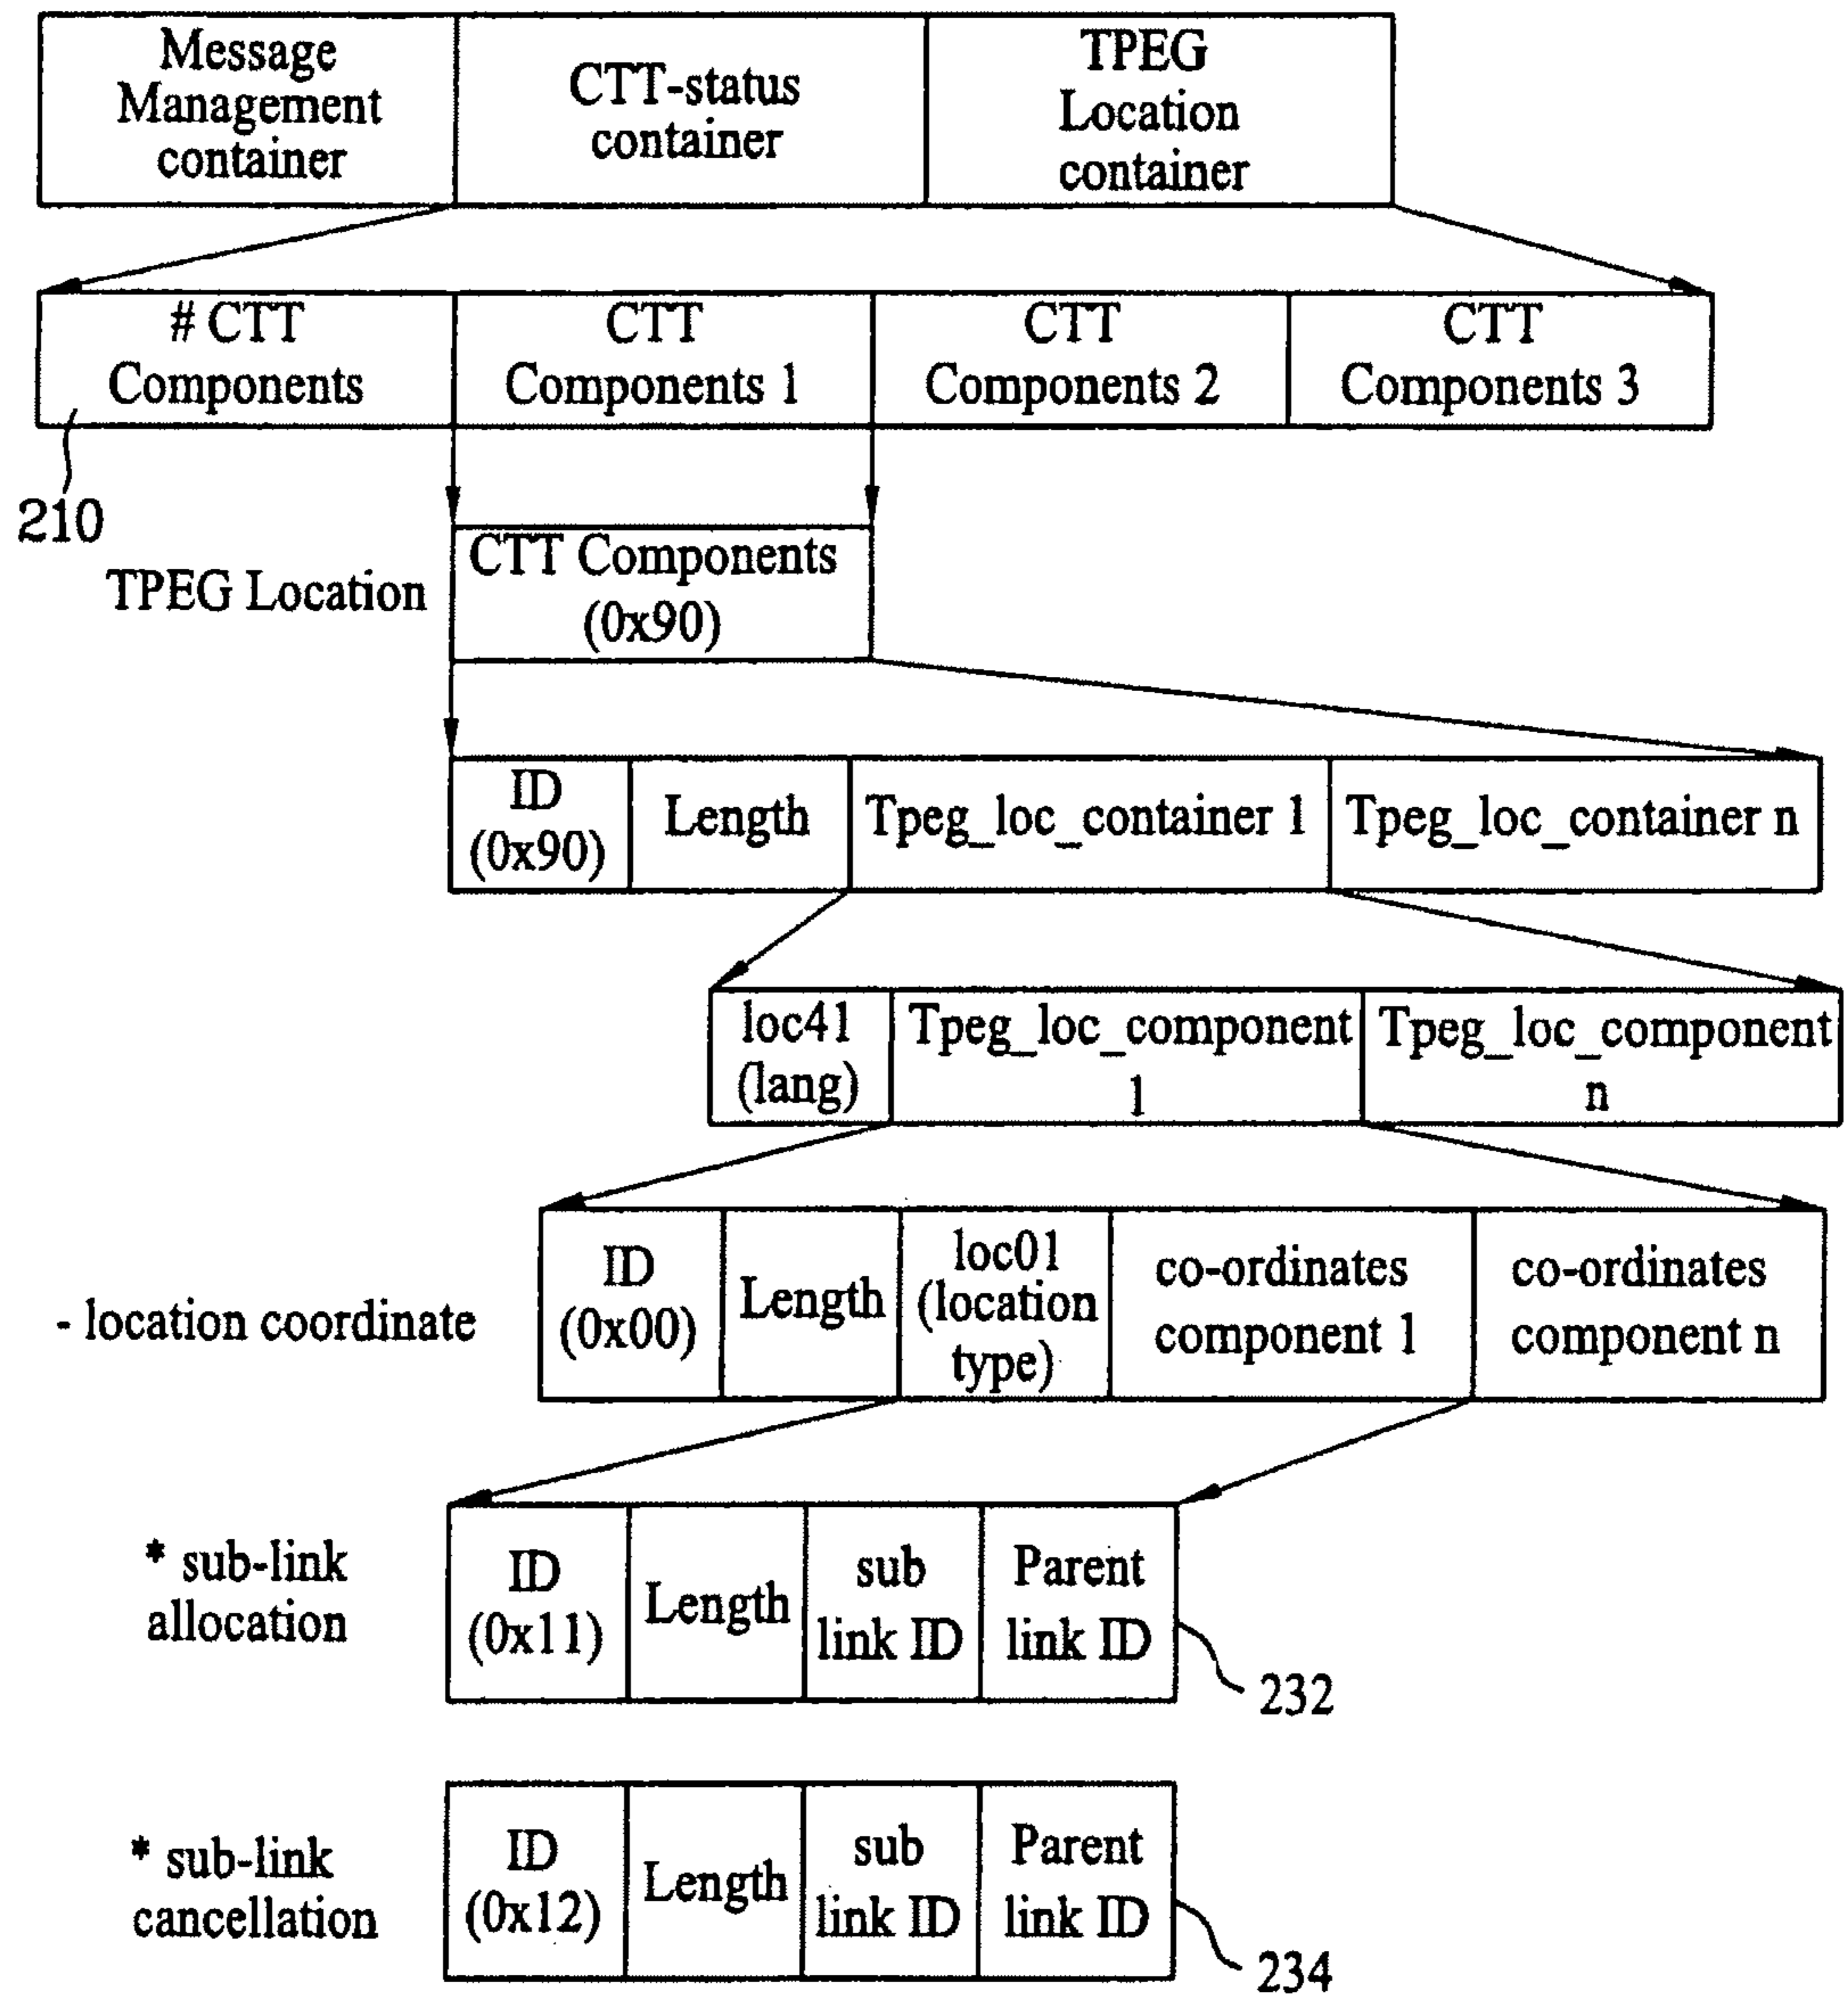 Message
Management
container
CTT-status
container
TPEG
Location
container
# CTT
Components
CTT
Components 1
CTT
Components 2
CTT
Components 3
210
TPEG Location
CTT Components
(0x90)
ID
(0x90)
Length
Tpeg_loc_container 1
Tpeg_loc_container n
loc41
(lang)
Tpeg_loc_component
1
Tpeg_loc_component
n
- location coordinate
ID
(0x00)
Length
loc01
(location
type)
co-ordinates
component 1
co-ordinates
component n
* sub-link
allocation
ID
(0x11)
Length
sub
link ID
Parent
link ID
232
* sub-link
cancellation
ID
(0x12)
Length
sub
link ID
Parent
link ID
234